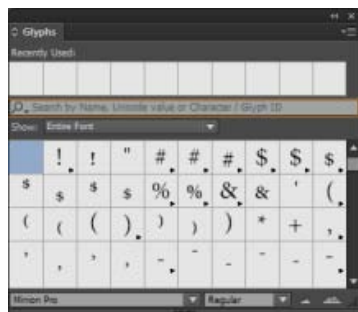 Glyphs
Recently Used:
Search by Name, Unicode value or Character / Glyph ID
Show: Entire Font
! ! " # # # $ $ $
$ $ $ $ % % & & ' (
( ( ( ) ) ) ) * + ,
, , , , - - - - - -
Minion Pro Regular